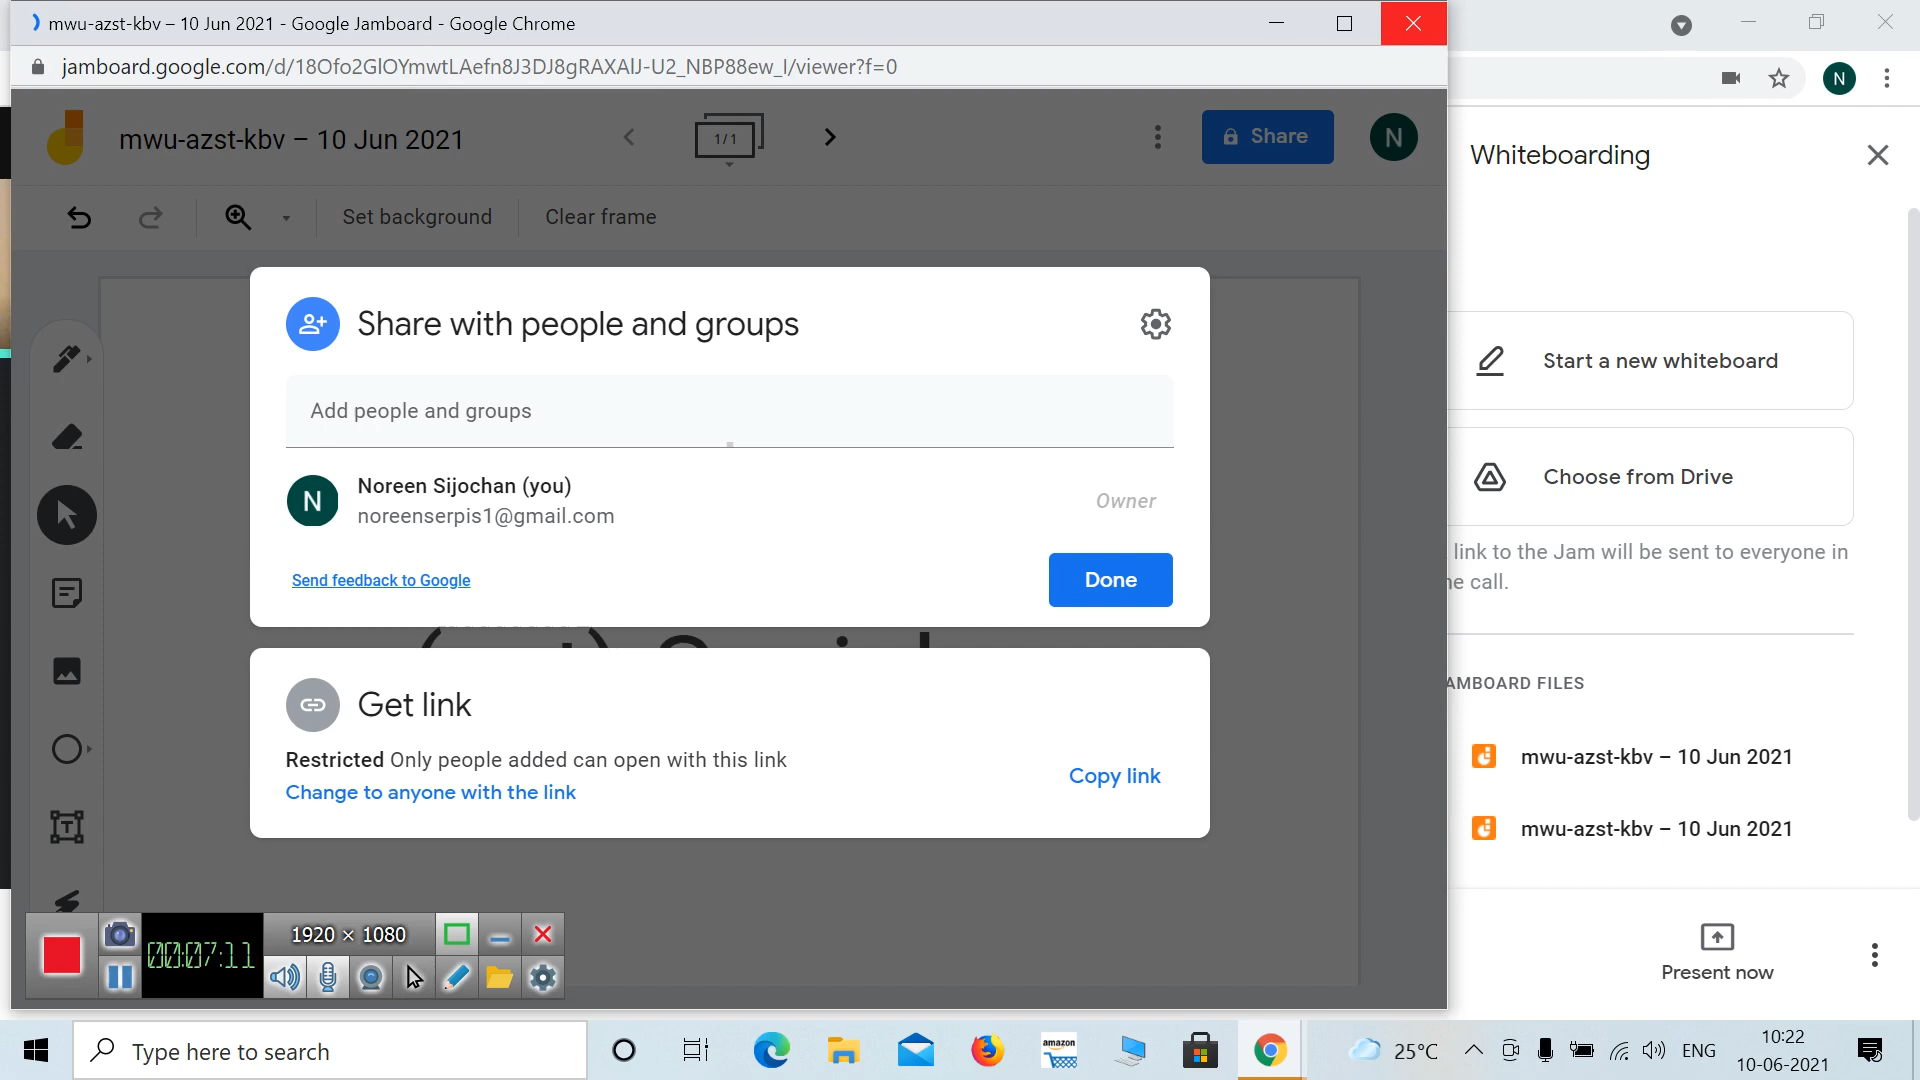 mwu-azst-kbv – 10 Jun 2021 - Google Jamboard - Google Chrome
jamboard.google.com/d/18Ofo2GlOYmwtLAefn8J3DJ8gRAXAlJ-U2_NBP88ew_I/viewer?f=0
N
mwu-azst-kbv – 10 Jun 2021
1/1
Share
N
Whiteboarding
Set background
Clear frame
Share with people and groups
Add people and groups
N
Noreen Sijochan (you)
noreenserpis1@gmail.com
Owner
Send feedback to Google
Done
Get link
Restricted Only people added can open with this link
Change to anyone with the link
Copy link
Start a new whiteboard
Choose from Drive
link to the Jam will be sent to everyone in
he call.
AMBOARD FILES
mwu-azst-kbv – 10 Jun 2021
mwu-azst-kbv – 10 Jun 2021
Present now
00:07:11
1920 × 1080
Type here to search
amazon
25°C
ENG
10:22
10-06-2021